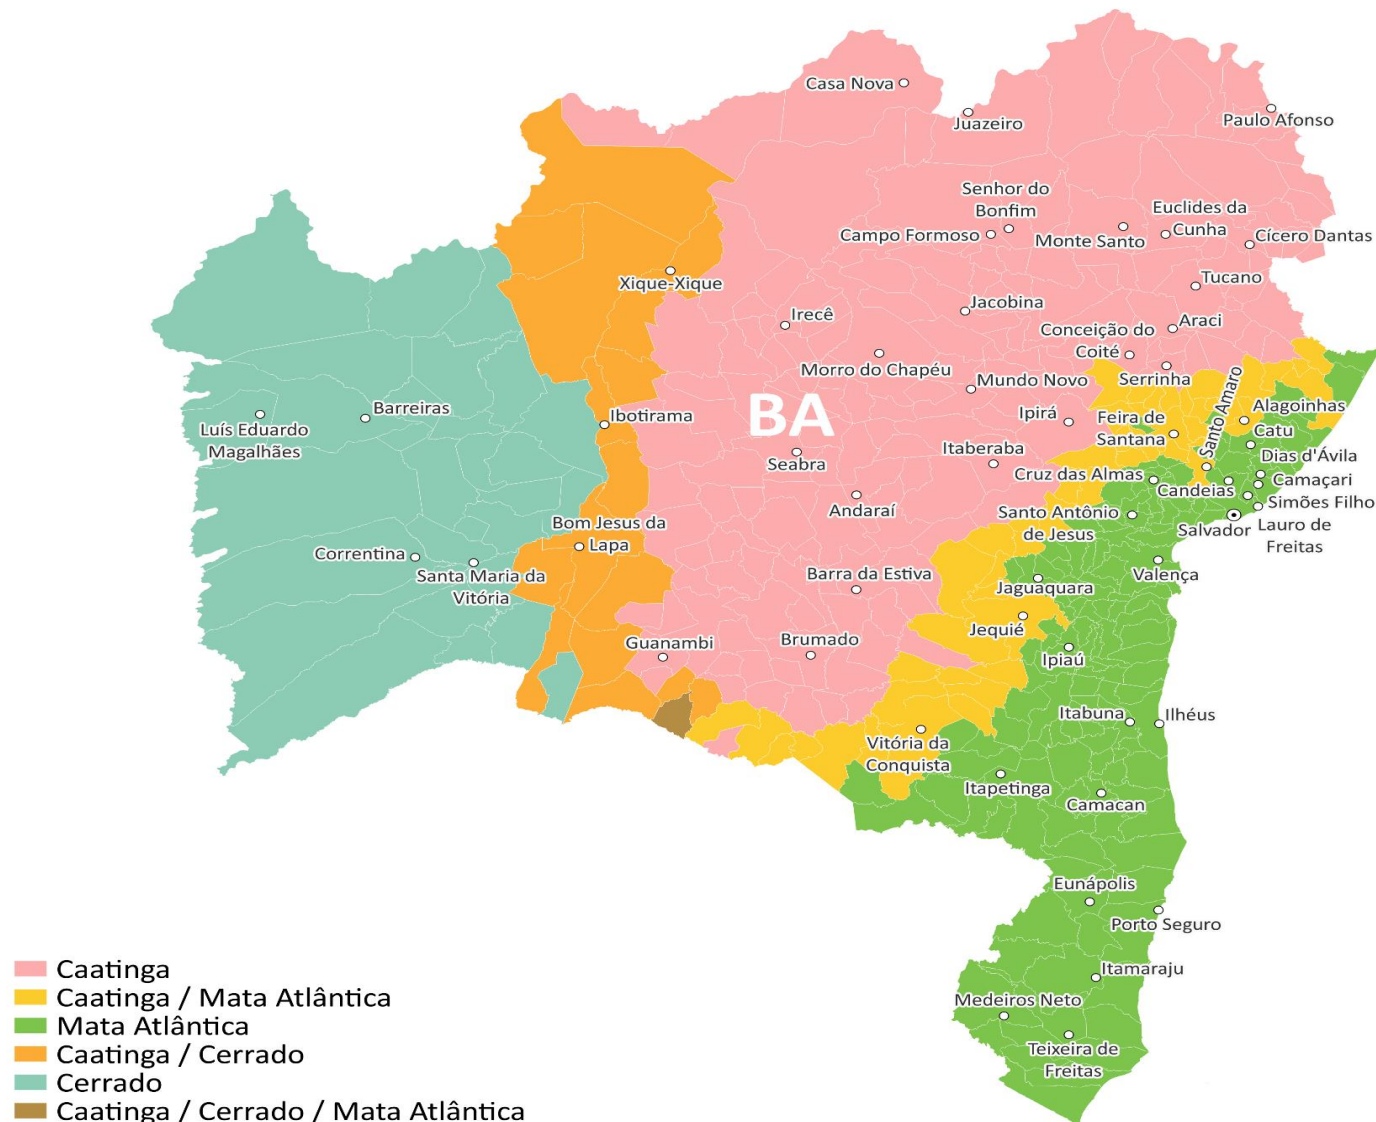 Casa Nova
Juazeiro
Paulo Afonso
Senhor do
Bonfim
Campo Formoso
Monte Santo
Euclides da
Cunha
Cícero Dantas
Xique-Xique
Tucano
Irecê
Jacobina
Araci
Conceição do
Coité
Morro do Chapéu
Serrinha
Mundo Novo
BA
Ipirá
Feira de
Santana
Santo Amaro
Alagoinhas
Catu
Luís Eduardo
Magalhães
Barreiras
Ibotirama
Seabra
Itaberaba
Cruz das Almas
Candeias
Dias d'Ávila
Camaçari
Simões Filho
Andaraí
Santo Antônio
de Jesus
Salvador
Lauro de
Freitas
Bom Jesus da
Lapa
Correntina
Santa Maria da
Vitória
Barra da Estiva
Jaguaquara
Valença
Guanambi
Brumado
Jequié
Ipiaú
Itabuna
Ilhéus
Vitória da
Conquista
Itapetinga
Camacan
Eunápolis
Porto Seguro
Itamaraju
Medeiros Neto
Teixeira de
Freitas
Caatinga
Caatinga / Mata Atlântica
Mata Atlântica
Caatinga / Cerrado
Cerrado
Caatinga / Cerrado / Mata Atlântica